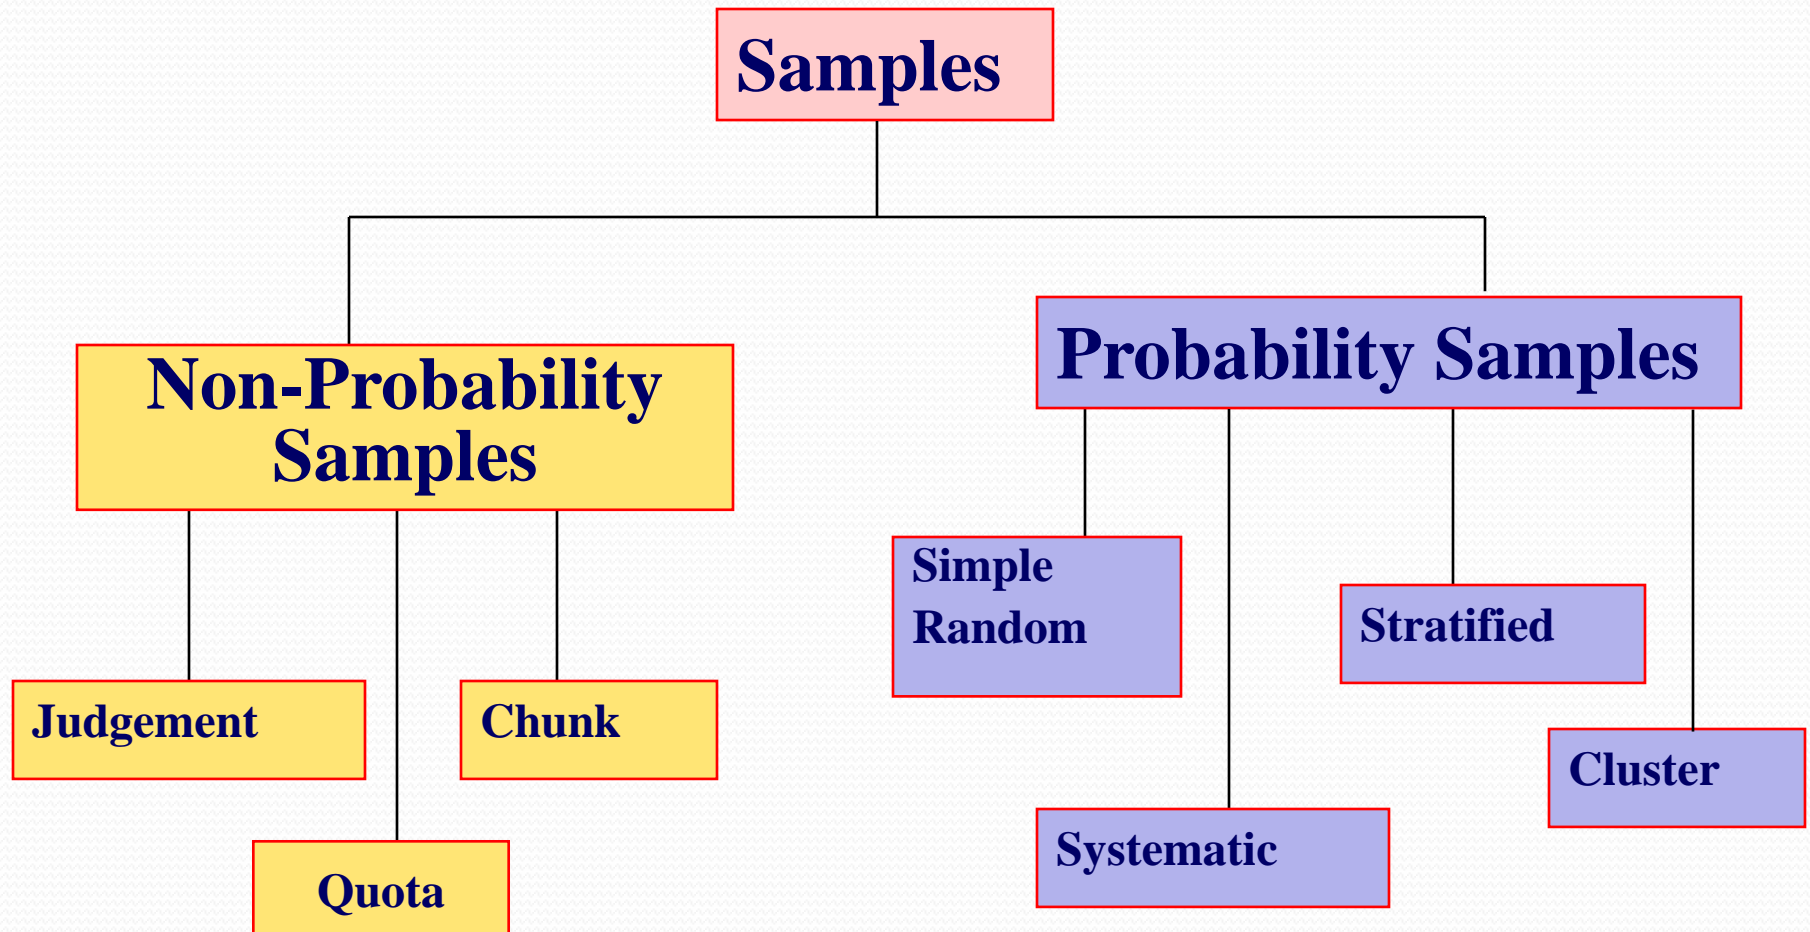 Samples
Non-Probability
Samples
Probability Samples
Judgement
Quota
Chunk
Simple
Random
Systematic
Stratified
Cluster